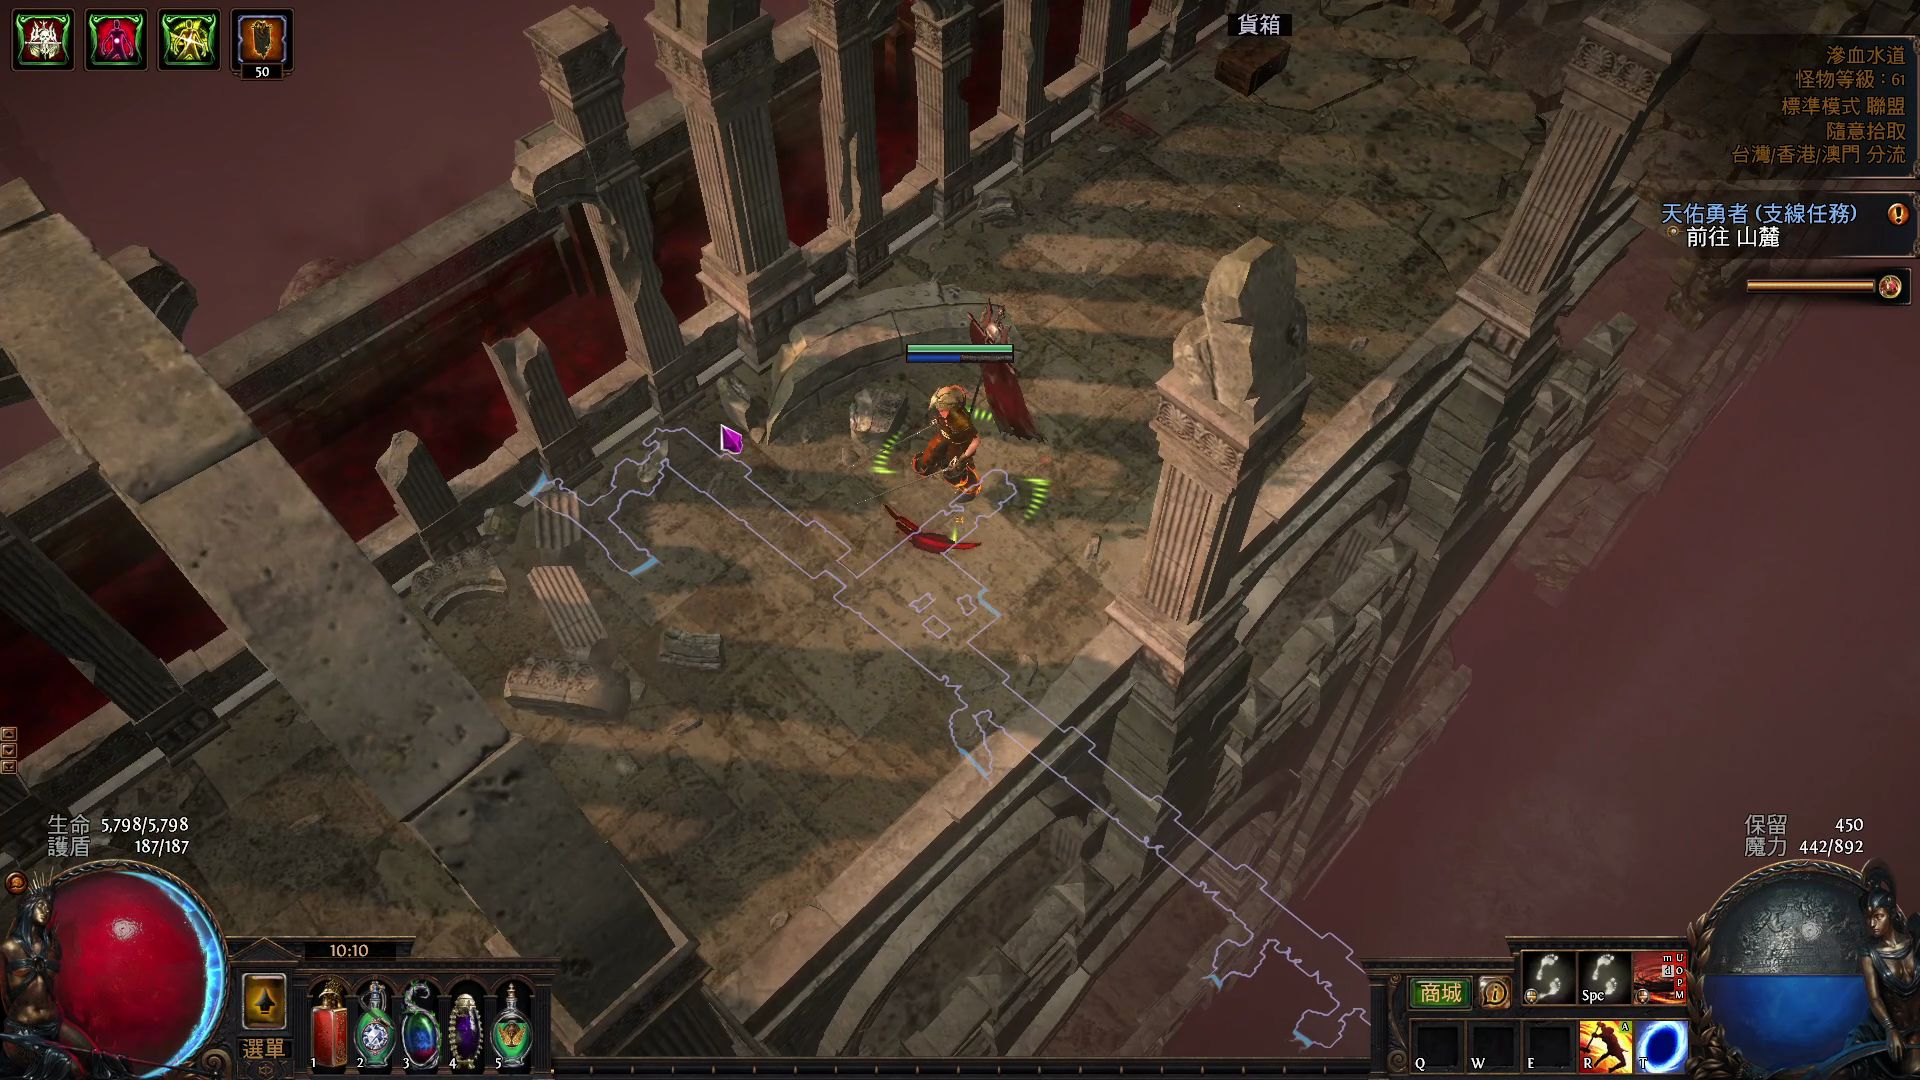 貨箱
50
滲血水道
怪物等級：61
標準模式 聯盟
隨意拾取
台灣/香港/澳門 分流
天佑勇者 (支線任務)
前往 山麓
生命 5,798/5,798
護盾 187/187
保留 450
魔力 442/892
10:10
選單
1 2 3 4 5
商城
Spc
m U
d O
P
M
Q W E R A T